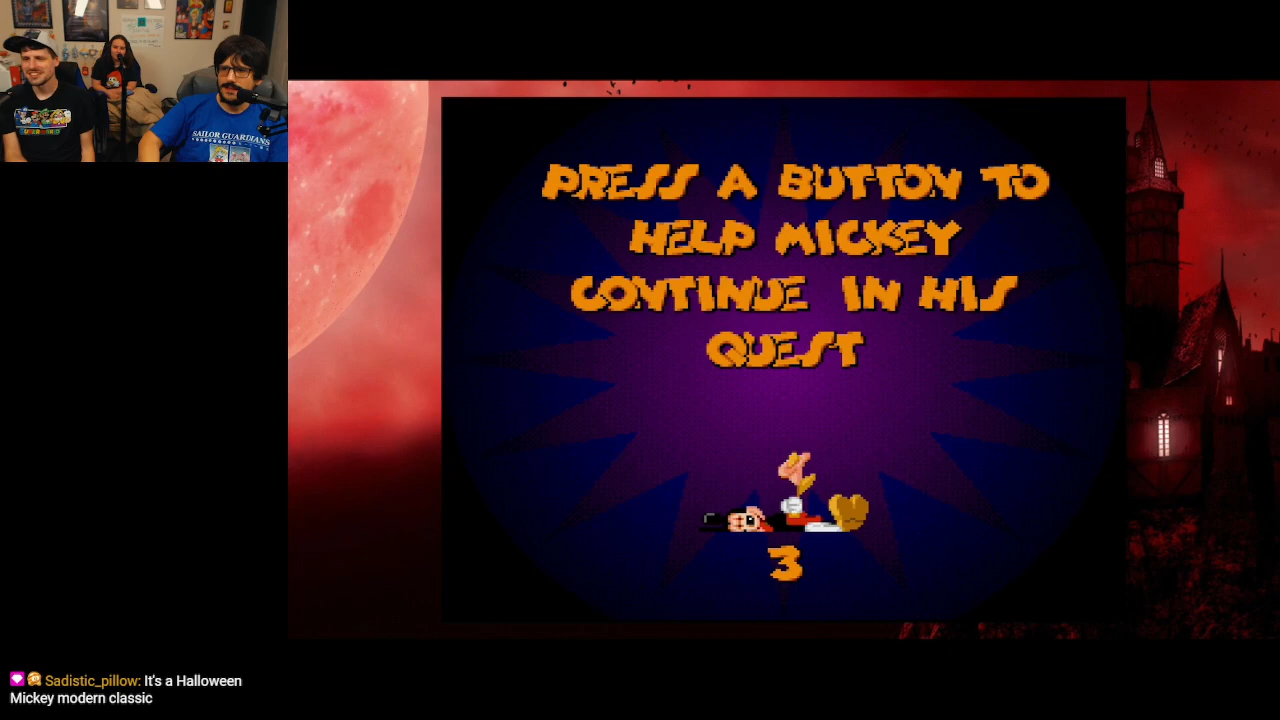 SAILOR GUARDIANS
PRESS A BUTTON TO
HELP MICKEY
CONTINUE IN HIS
QUEST
3
Sadistic_pillow: It's a Halloween
Mickey modern classic